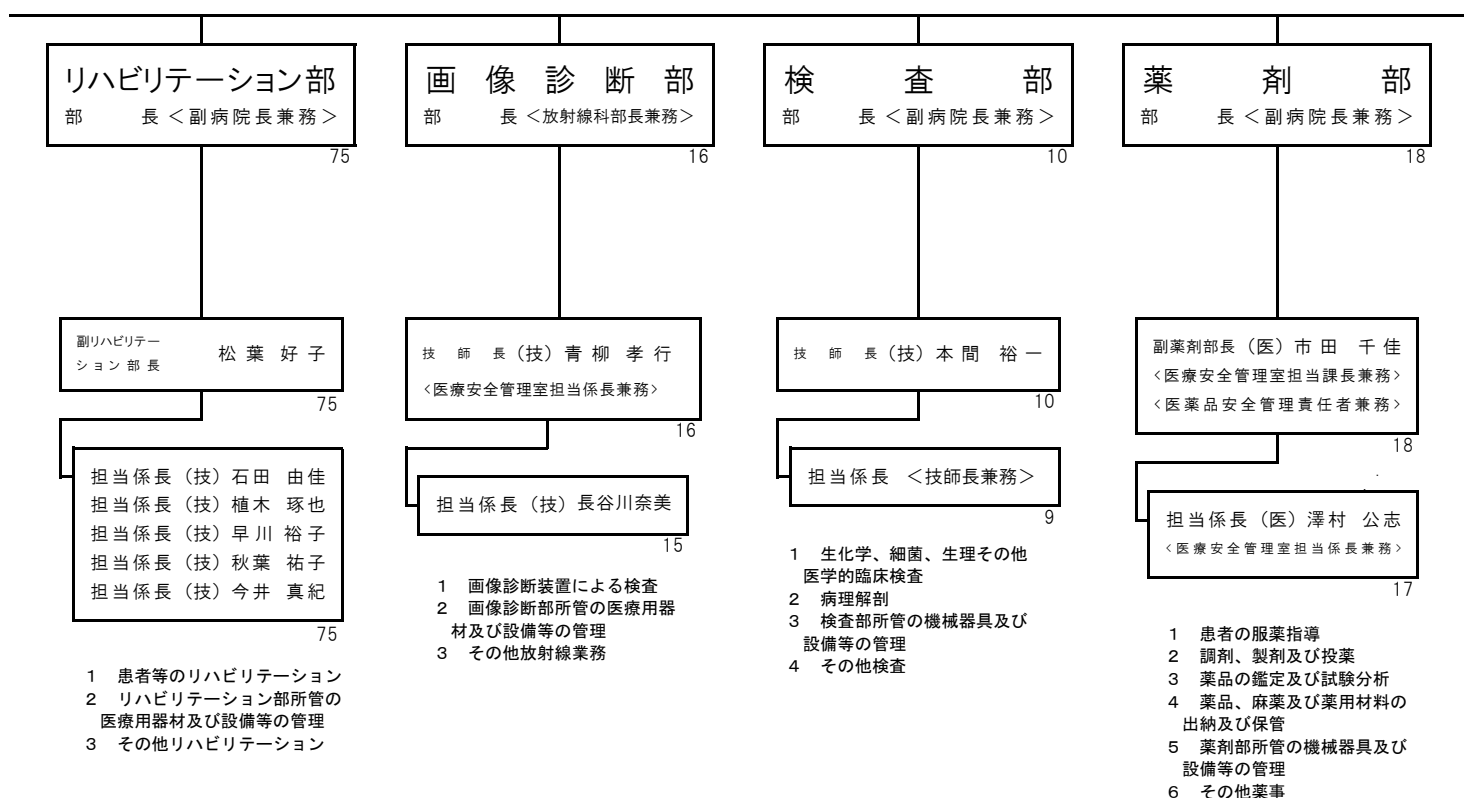 リハビリテーション部
部 長＜副病院長兼務＞
75
副リハビリテー
ション部長
松葉 好子
75
担当係長（技）石田 由佳
担当係長（技）植木 琢也
担当係長（技）早川 裕子
担当係長（技）秋葉 祐子
担当係長（技）今井 真紀
75
1 患者等のリハビリテーション
2 リハビリテーション部所管の
医療用器材及び設備等の管理
3 その他リハビリテーション
画像診断部
部 長＜放射線科部長兼務＞
16
技師長（技）青柳 孝行
＜医療安全管理室担当係長兼務＞
16
担当係長（技）長谷川奈美
15
1 画像診断装置による検査
2 画像診断部所管の医療用器
材及び設備等の管理
3 その他放射線業務
検査部
部 長＜副病院長兼務＞
10
技師長（技）本間 裕一
10
担当係長 ＜技師長兼務＞
9
1 生化学、細菌、生理その他
医学的臨床検査
2 病理解剖
3 検査部所管の機械器具及び
設備等の管理
4 その他検査
薬剤部
部 長＜副病院長兼務＞
18
副薬剤部長（医）市田 千佳
＜医療安全管理室担当課長兼務＞
＜医薬品安全管理責任者兼務＞
18
担当係長（医）澤村 公志
＜医療安全管理室担当係長兼務＞
17
1 患者の服薬指導
2 調剤、製剤及び投薬
3 薬品の鑑定及び試験分析
4 薬品、麻薬及び薬用材料の
出納及び保管
5 薬剤部所管の機械器具及び
設備等の管理
6 その他薬事